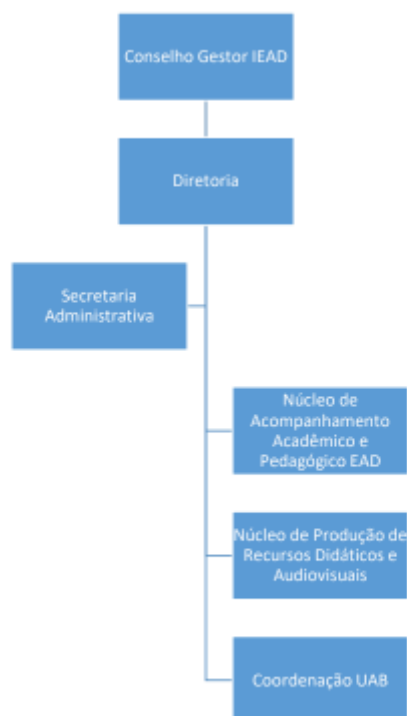 Conselho Gestor IEAD
Diretoria
Secretaria
Administrativa
Núcleo de
Acompanhamento
Acadêmico e
Pedagógico EAD
Núcleo de Produção de
Recursos Didáticos e
Audiovisuais
Coordenação UAB